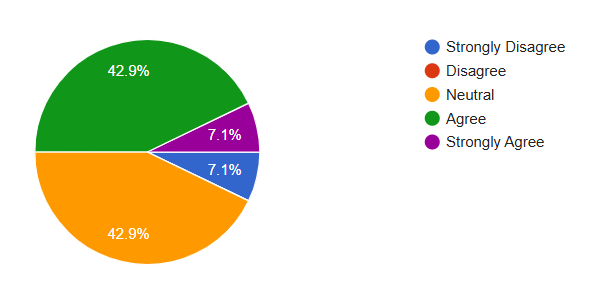 42.9%
7.1%
7.1%
42.9%
Strongly Disagree
Disagree
Neutral
Agree
Strongly Agree